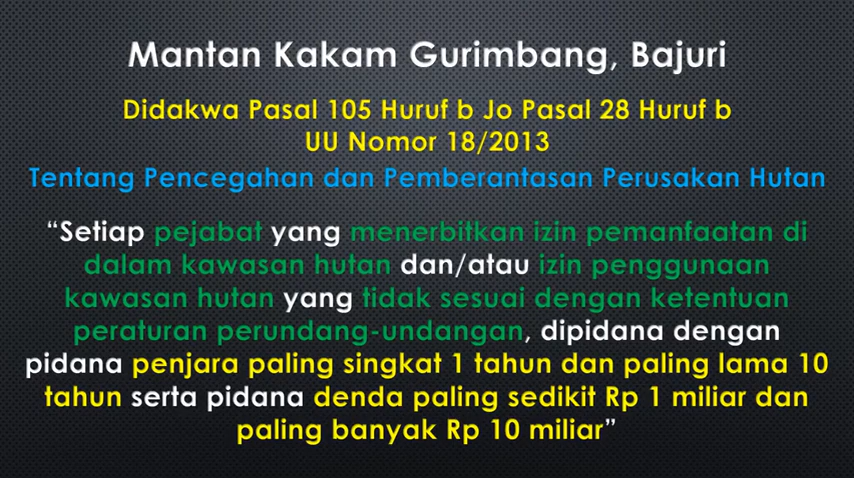 Mantan Kakam Gurimbang, Bajuri
Didakwa Pasal 105 Huruf b Jo Pasal 28 Huruf b
UU Nomor 18/2013
Tentang Pencegahan dan Pemberantasan Perusakan Hutan
“Setiap pejabat yang menerbitkan izin pemanfaatan di
dalam kawasan hutan dan/atau izin penggunaan
kawasan hutan yang tidak sesuai dengan ketentuan
peraturan perundang-undangan, dipidana dengan
pidana penjara paling singkat 1 tahun dan paling lama 10
tahun serta pidana denda paling sedikit Rp 1 miliar dan
paling banyak Rp 10 miliar”